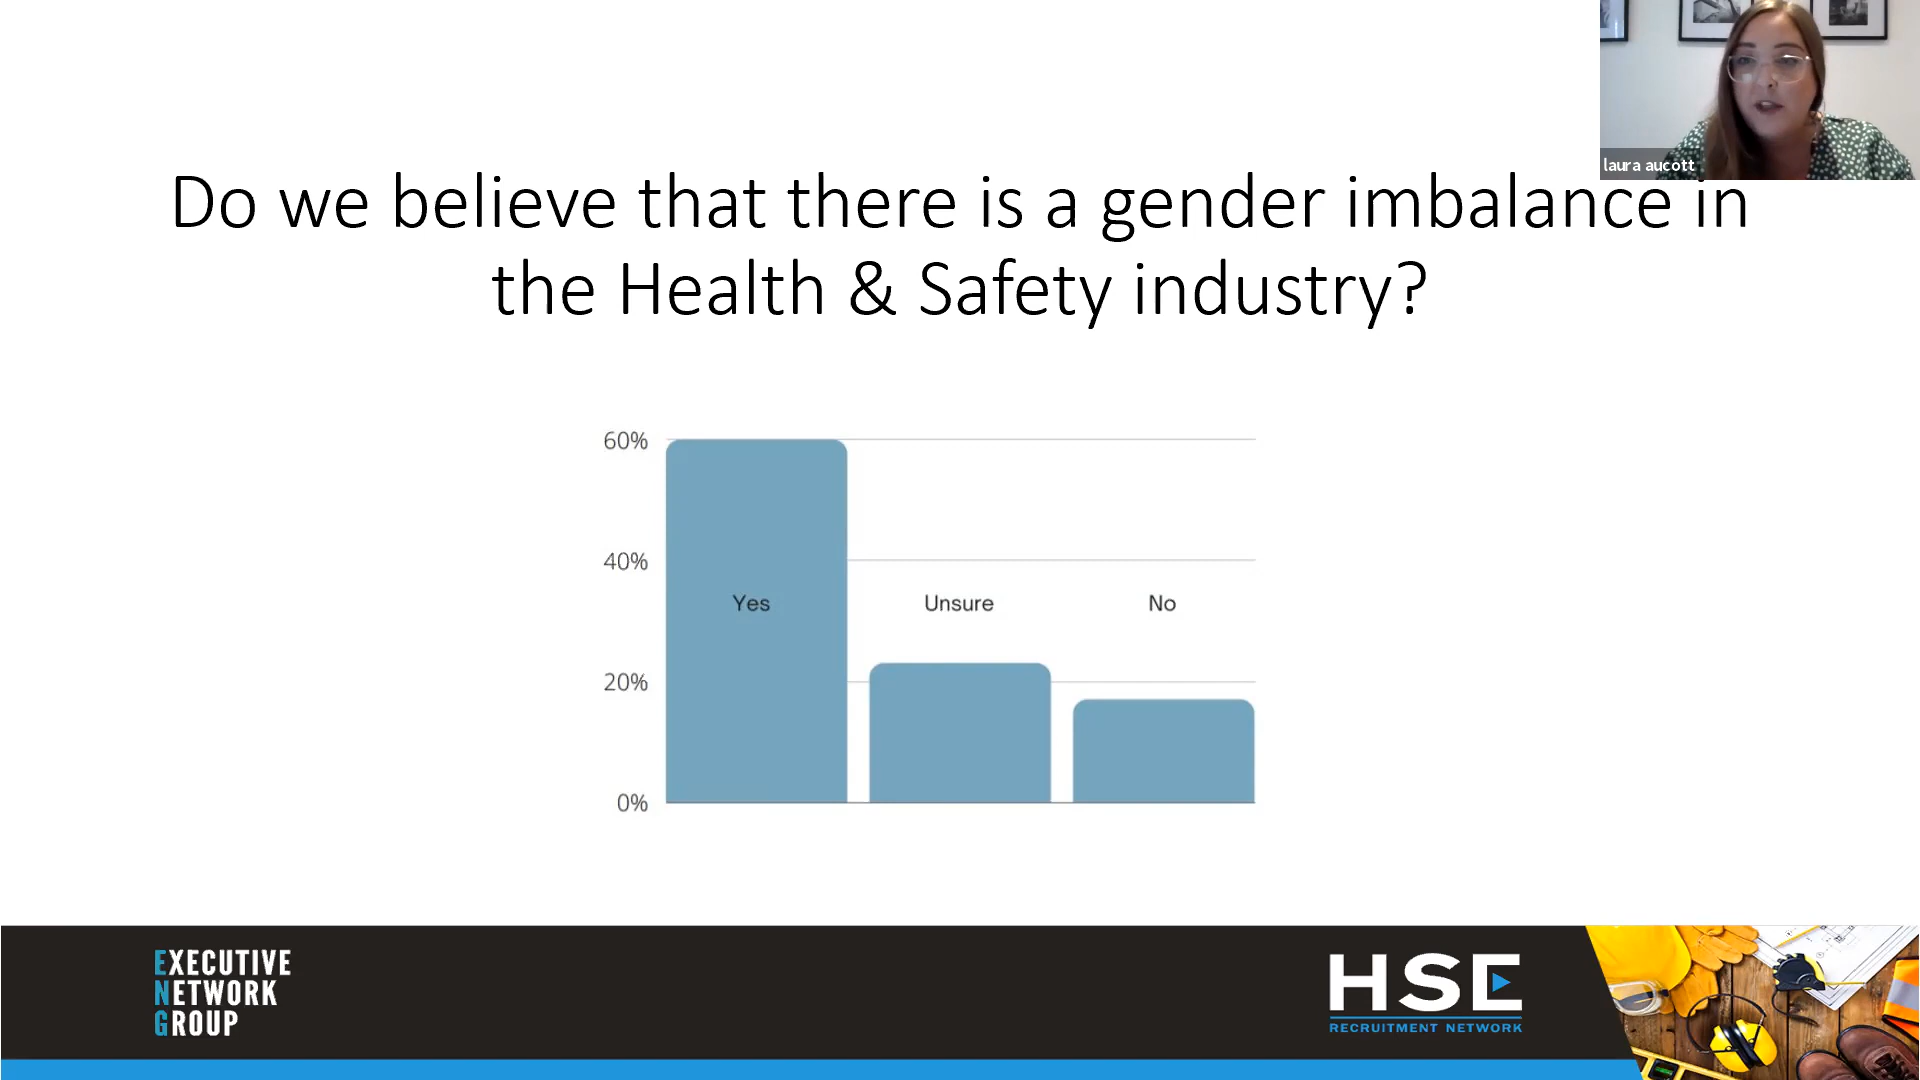 laura aucott
Do we believe that there is a gender imbalance in
the Health & Safety industry?
60%
40%
Yes
Unsure
No
20%
0%
EXECUTIVE
NETWORK
GROUP
HSE
RECRUITMENT NETWORK